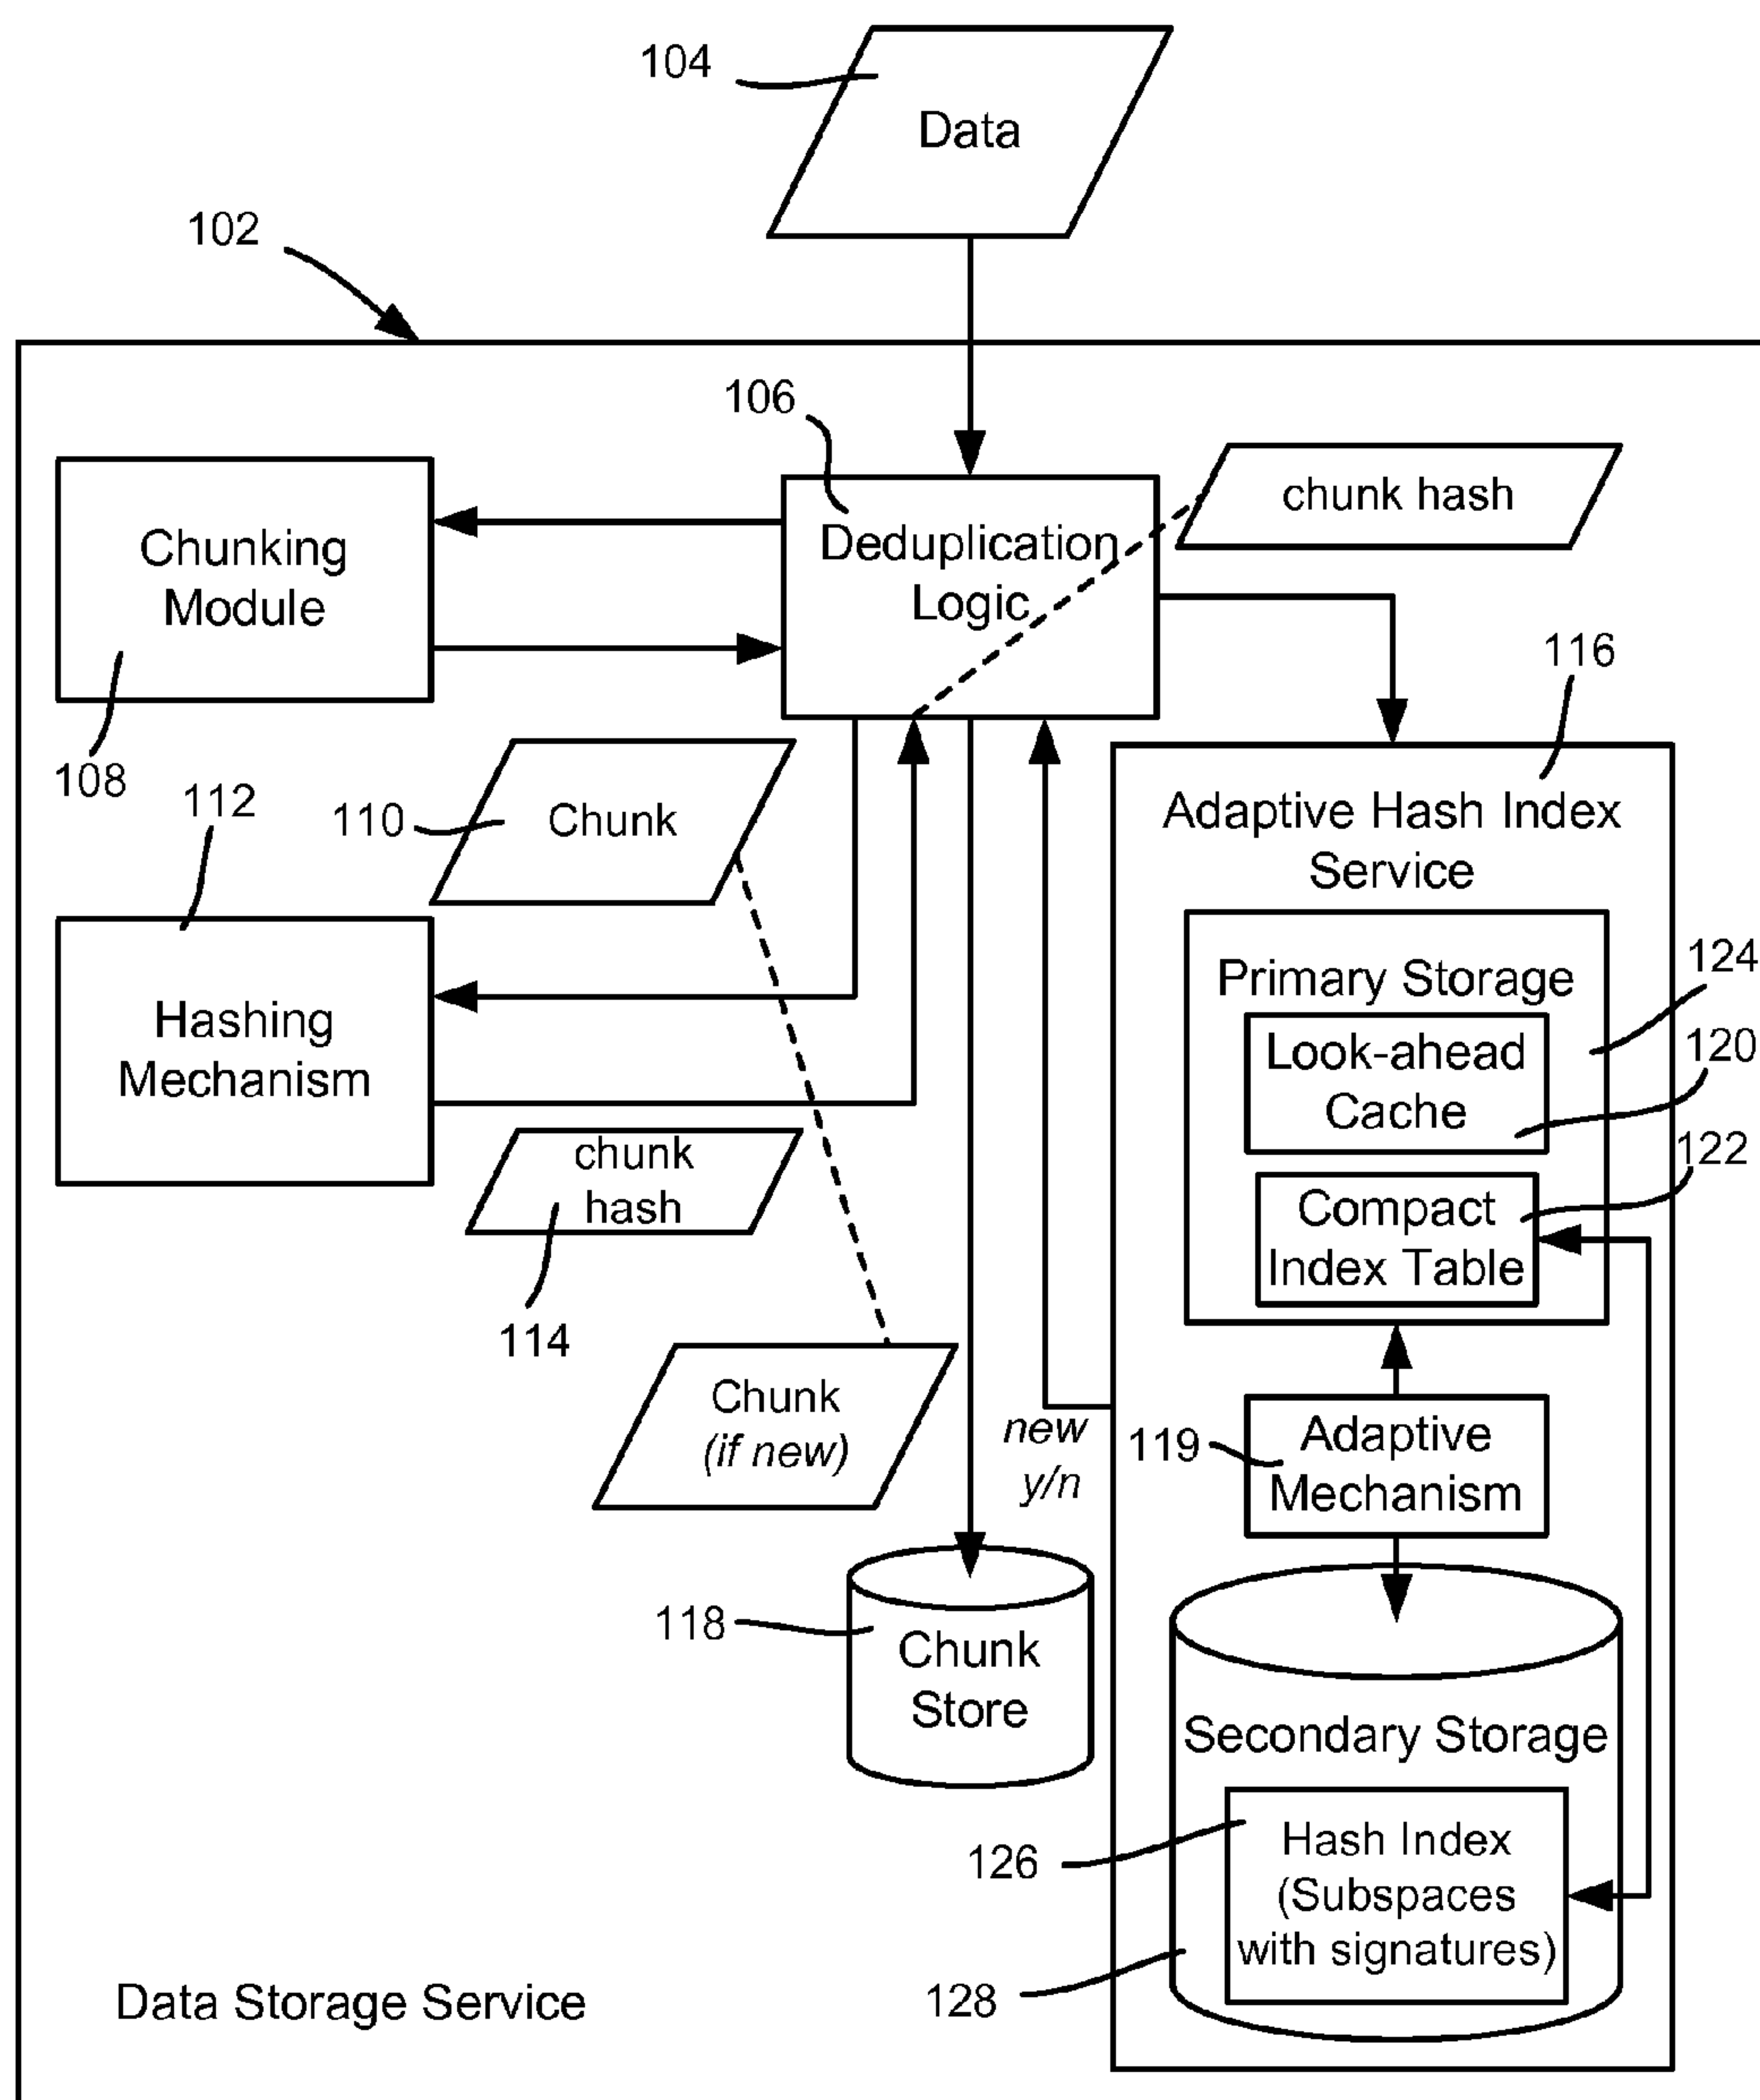 104
Data
102
106
chunk hash
Chunking
Module
Deduplication
Logic
108
116
112
110
Chunk
Adaptive Hash Index
Service
124
Primary Storage
Hashing
Mechanism
Look-ahead
Cache
120
122
chunk
hash
Compact
Index Table
114
Chunk
(if new)
new
y/n
119
Adaptive
Mechanism
118
Chunk
Store
Secondary Storage
126
Hash Index
(Subspaces
with signatures)
128
Data Storage Service